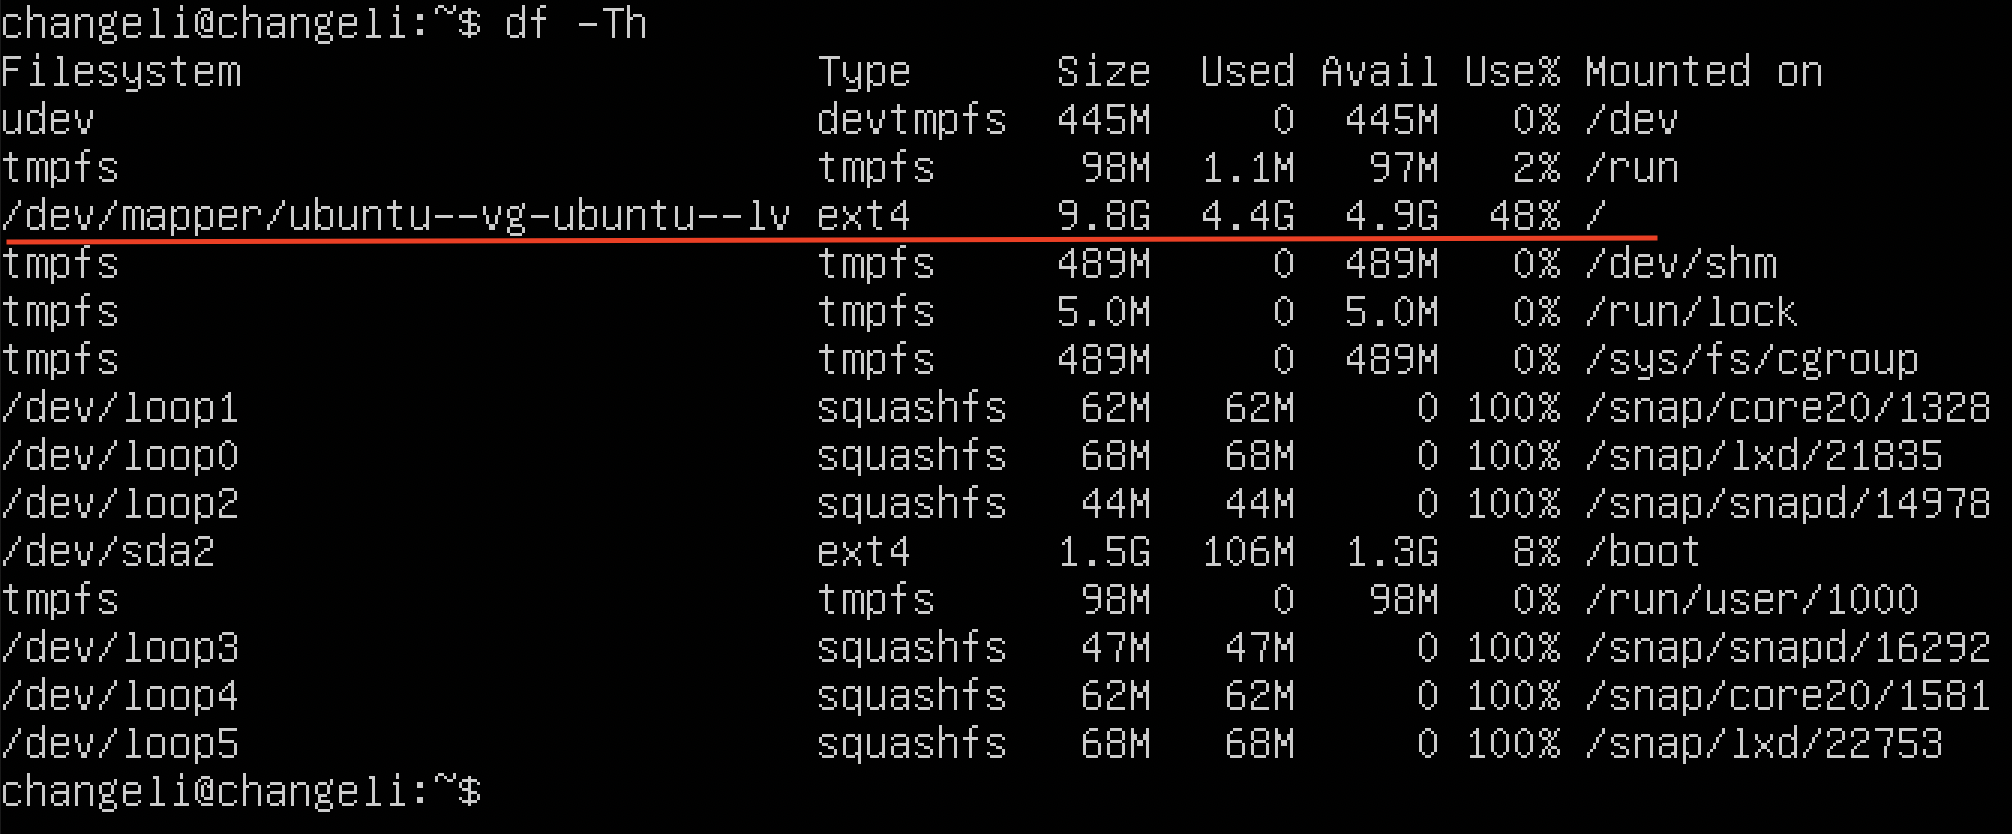 changeli@changeli:~$ df -Th
Filesystem                        Type      Size  Used Avail Use% Mounted on
udev                              devtmpfs  445M     0  445M   0% /dev
tmpfs                             tmpfs      98M  1.1M   97M   2% /run
/dev/mapper/ubuntu--vg-ubuntu--lv ext4      9.8G  4.4G  4.9G  48% /
tmpfs                             tmpfs     489M     0  489M   0% /dev/shm
tmpfs                             tmpfs     5.0M     0  5.0M   0% /run/lock
tmpfs                             tmpfs     489M     0  489M   0% /sys/fs/cgroup
/dev/loop1                        squashfs   62M   62M     0 100% /snap/core20/1328
/dev/loop0                        squashfs   68M   68M     0 100% /snap/lxd/21835
/dev/loop2                        squashfs   44M   44M     0 100% /snap/snapd/14978
/dev/sda2                         ext4      1.5G  106M  1.3G   8% /boot
tmpfs                             tmpfs      98M     0   98M   0% /run/user/1000
/dev/loop3                        squashfs   47M   47M     0 100% /snap/snapd/16292
/dev/loop4                        squashfs   62M   62M     0 100% /snap/core20/1581
/dev/loop5                        squashfs   68M   68M     0 100% /snap/lxd/22753
changeli@changeli:~$